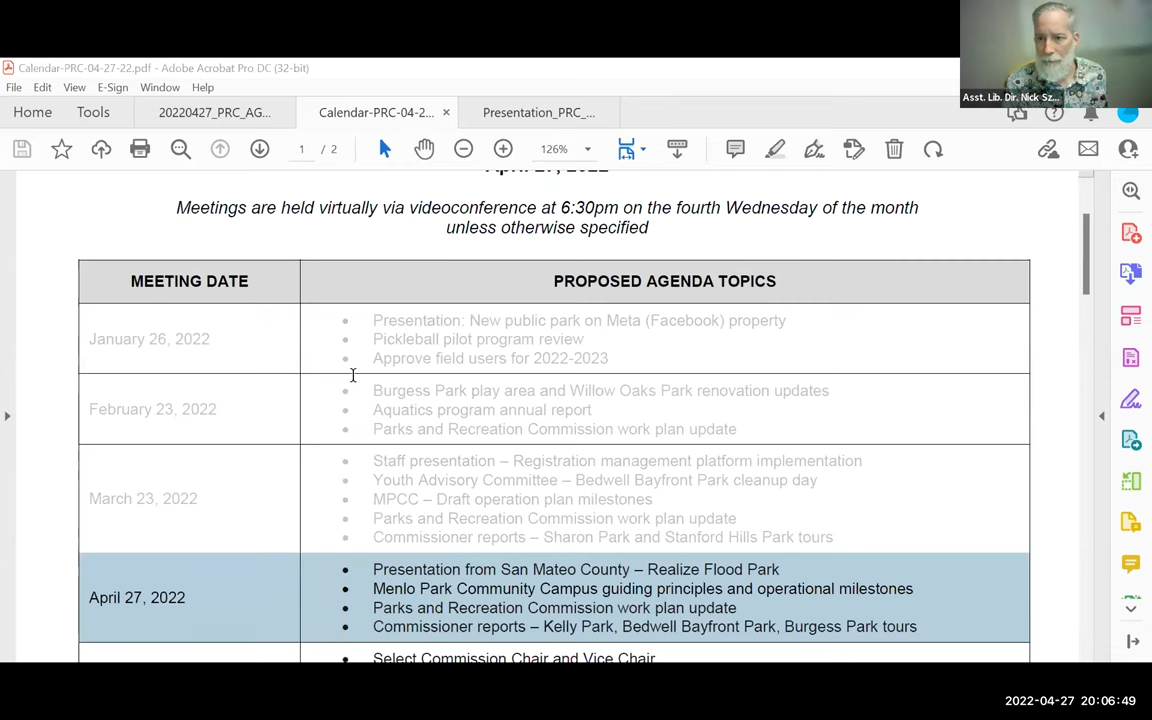 Calendar-PRC-04-27-22.pdf - Adobe Acrobat Pro DC (32-bit)
File Edit View E-Sign Window Help
Home Tools 20220427_PRC_AG... Calendar-PRC-04-2... × Presentation_PRC_...
Asst. Lib. Dir. Nick Sz...
1 / 2 126%
April 27, 2022
Meetings are held virtually via videoconference at 6:30pm on the fourth Wednesday of the month
unless otherwise specified
MEETING DATE PROPOSED AGENDA TOPICS
January 26, 2022
• Presentation: New public park on Meta (Facebook) property
• Pickleball pilot program review
• Approve field users for 2022-2023
February 23, 2022
• Burgess Park play area and Willow Oaks Park renovation updates
• Aquatics program annual report
• Parks and Recreation Commission work plan update
March 23, 2022
• Staff presentation – Registration management platform implementation
• Youth Advisory Committee – Bedwell Bayfront Park cleanup day
• MPCC – Draft operation plan milestones
• Parks and Recreation Commission work plan update
• Commissioner reports – Sharon Park and Stanford Hills Park tours
April 27, 2022
• Presentation from San Mateo County – Realize Flood Park
• Menlo Park Community Campus guiding principles and operational milestones
• Parks and Recreation Commission work plan update
• Commissioner reports – Kelly Park, Bedwell Bayfront Park, Burgess Park tours
• Select Commission Chair and Vice Chair
2022-04-27 20:06:49